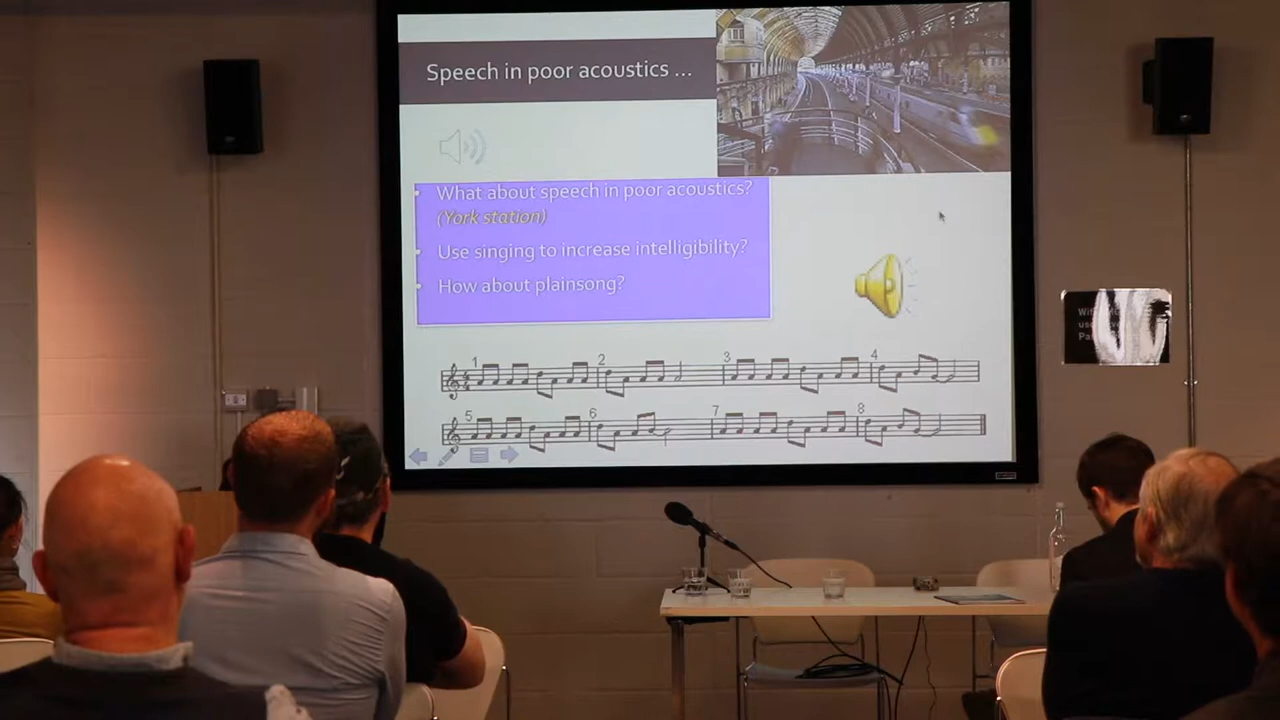 Speech in poor acoustics ...
• What about speech in poor acoustics?
(York station)
• Use singing to increase intelligibility?
• How about plainsong?
1 2 3 4
5 6 7 8